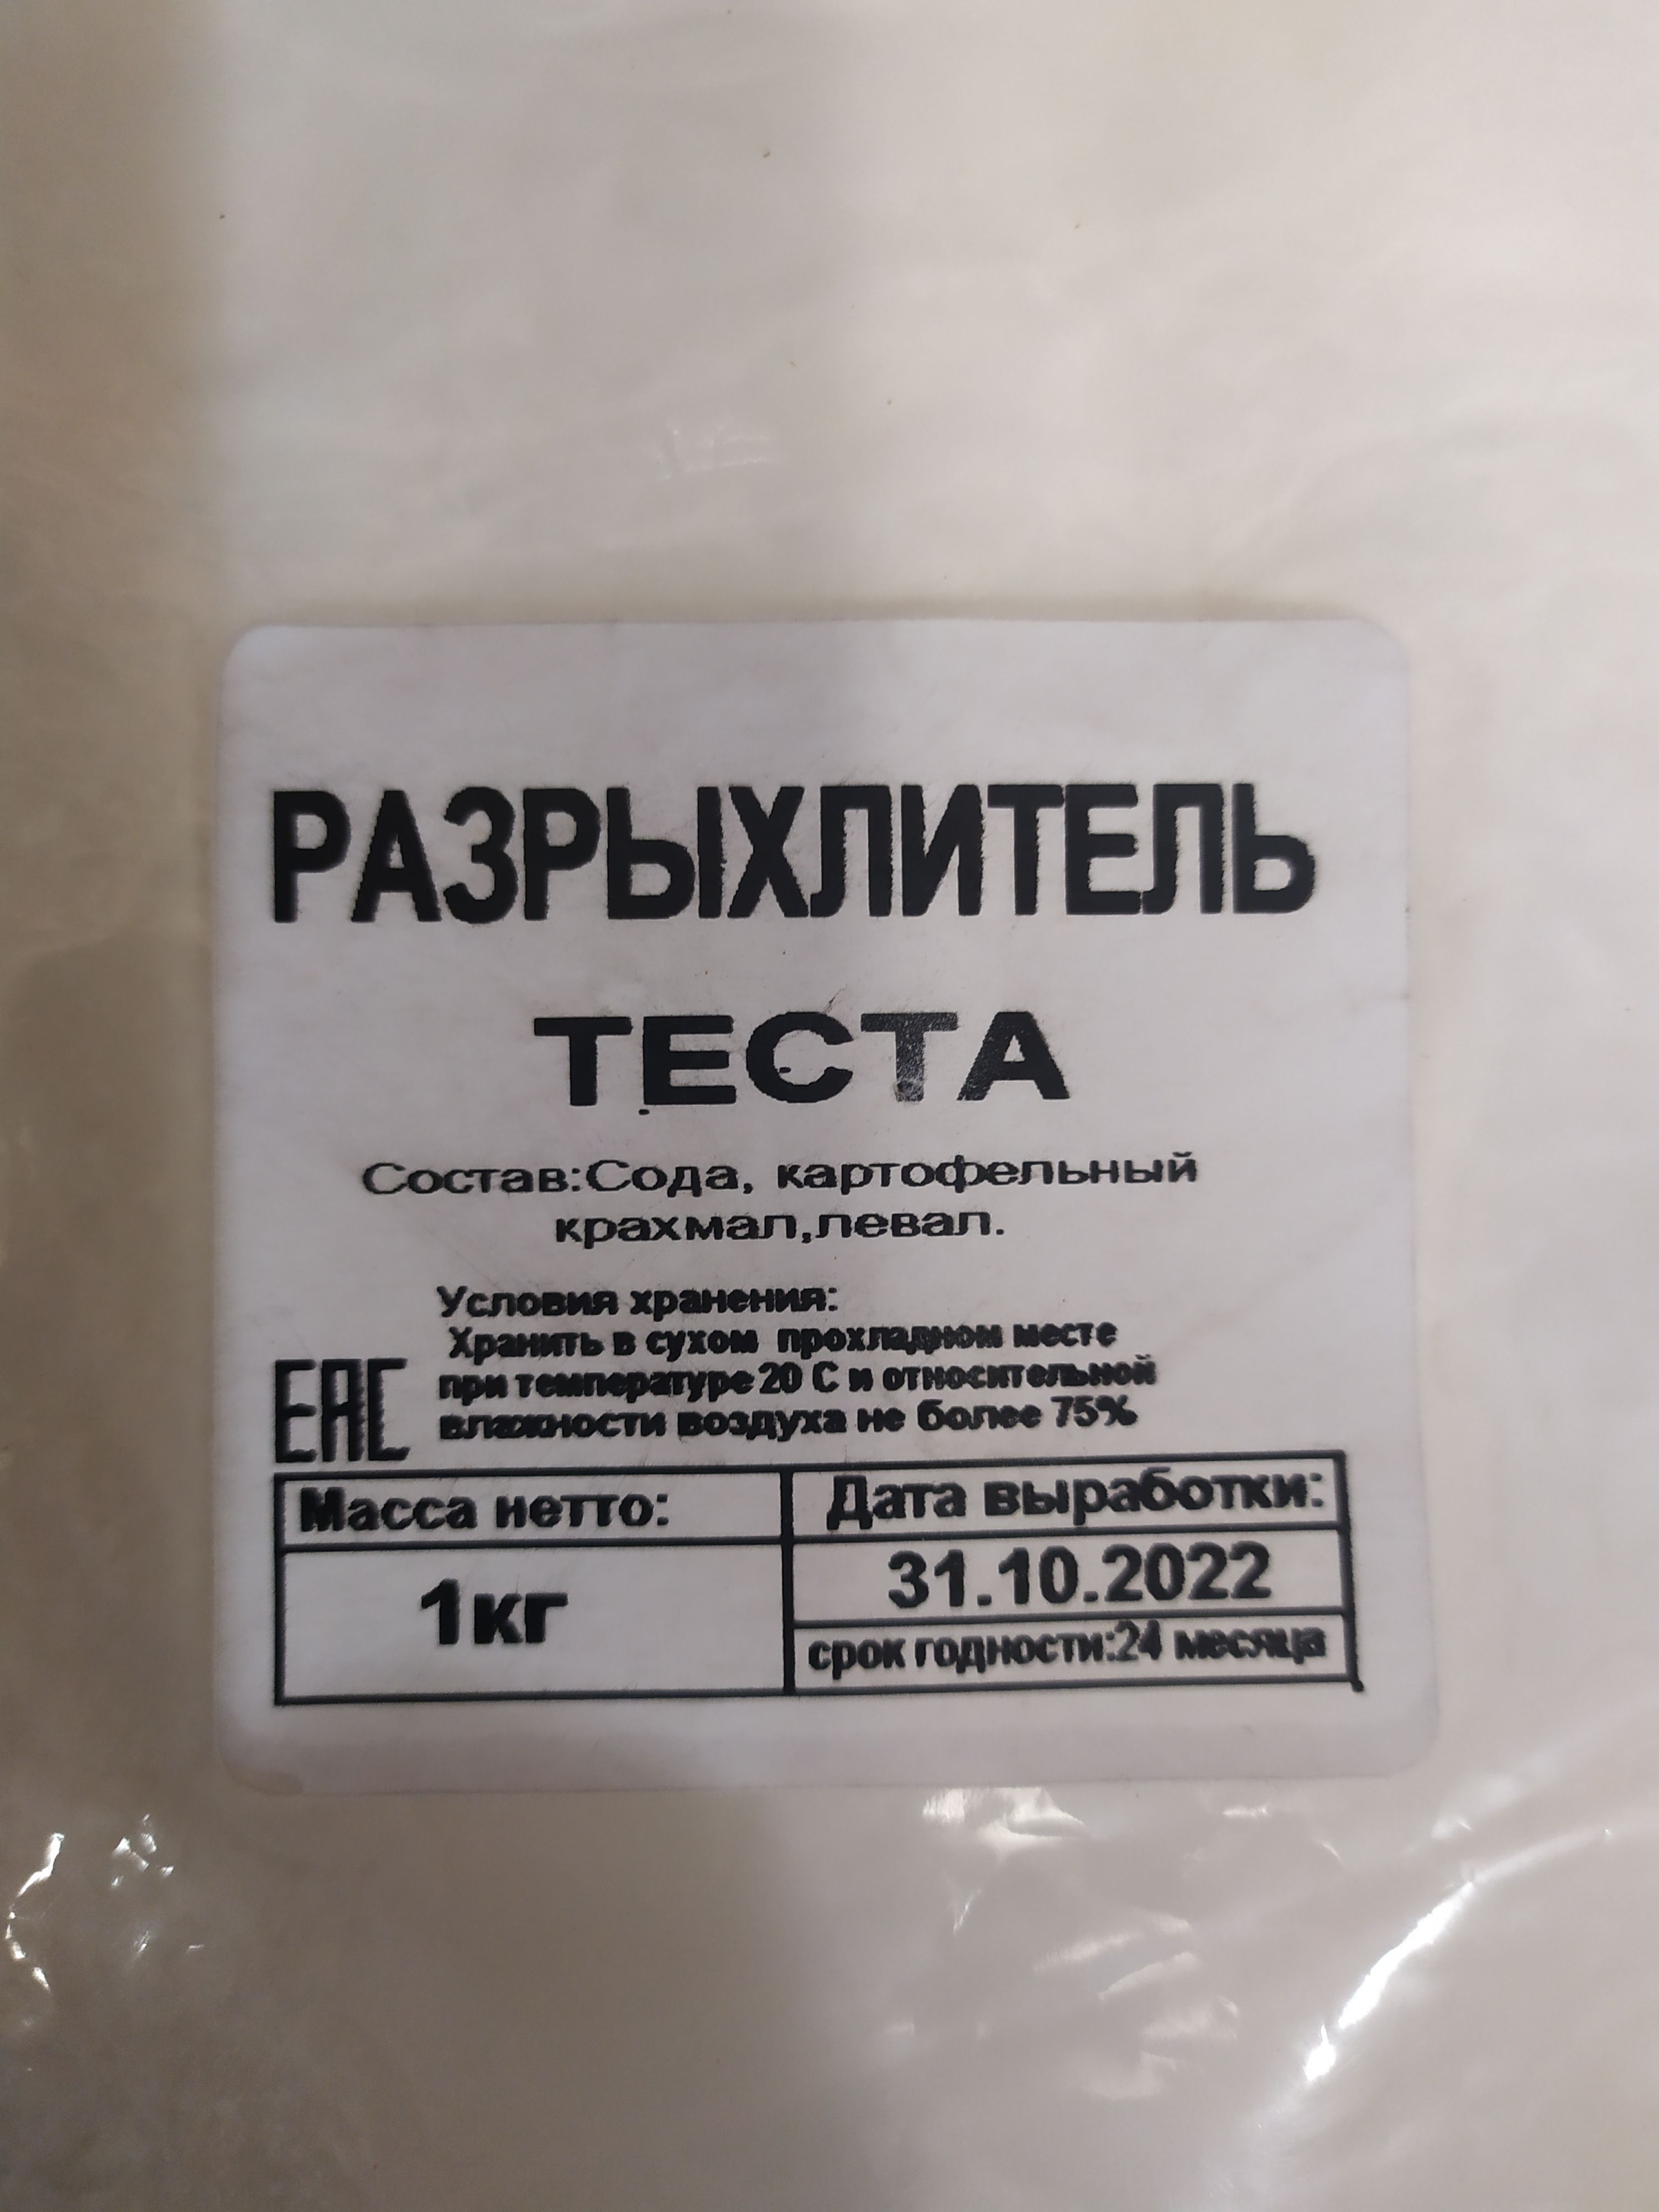 РАЗРЫХЛИТЕЛЬ
ТЕСТА
Состав:Сода, картофельный
крахмал,левал.
Условия хранения:
Хранить в сухом прохладном месте
при температуре 20 С и относительной
влажности воздуха не более 75%
ЕАС
Масса нетто:
1кг
Дата выработки:
31.10.2022
срок годности:24 месяца